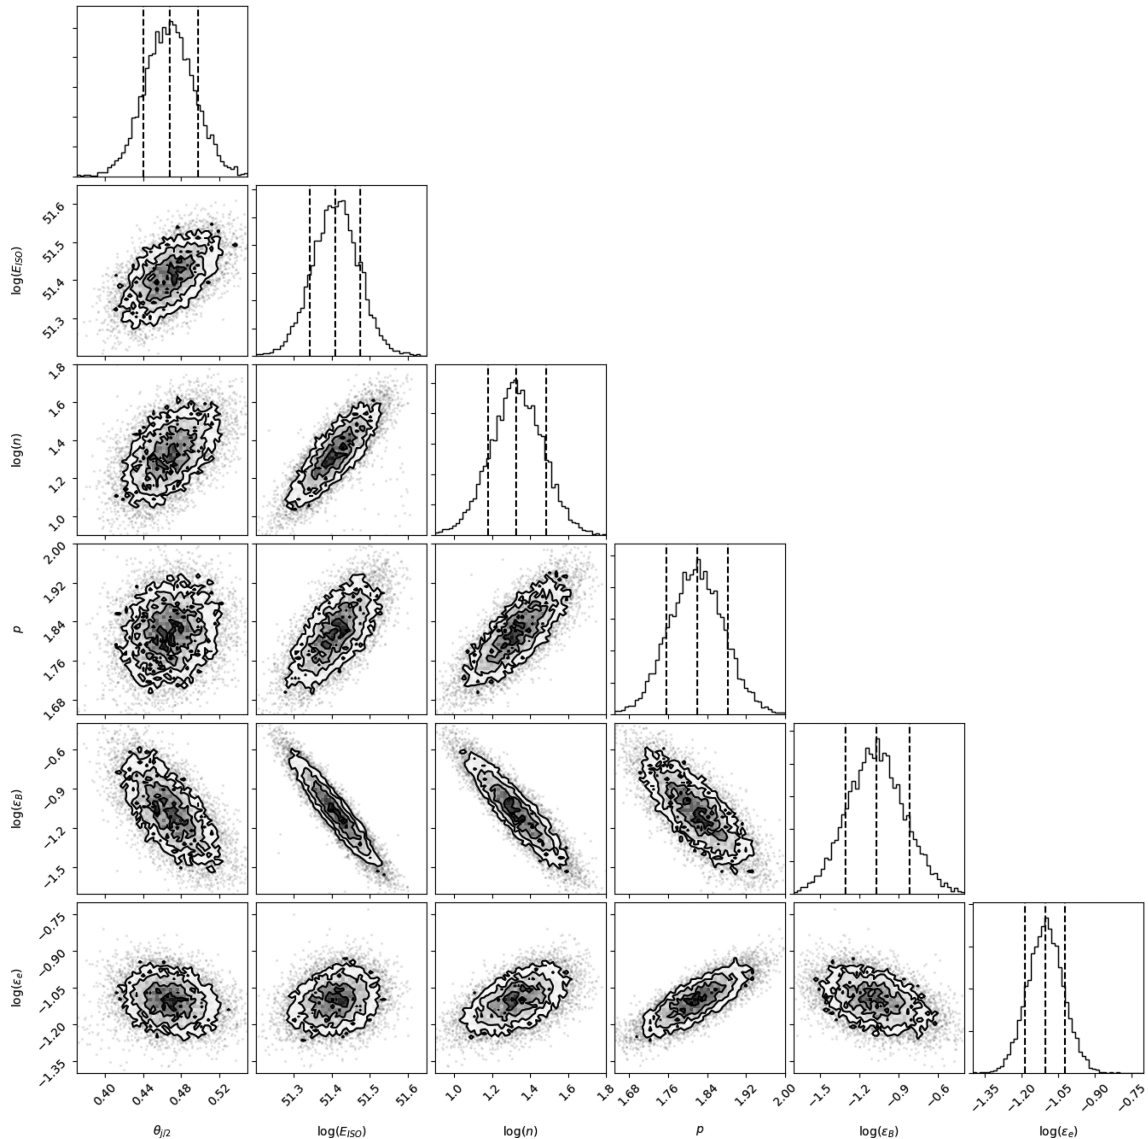 log(E_ISO)
51.6
51.5
51.4
51.3
log(n)
1.8
1.6
1.4
1.2
1.0
p
2.00
1.92
1.84
1.76
1.68
log(ε_B)
−0.6
−0.9
−1.2
−1.5
log(ε_e)
−0.75
−0.90
−1.05
−1.20
−1.35
0.40 0.44 0.48 0.52
51.3 51.4 51.5 51.6
1.0 1.2 1.4 1.6 1.8
1.68 1.76 1.84 1.92 2.00
−1.5 −1.2 −0.9 −0.6
−1.35 −1.20 −1.05 −0.90 −0.75
θ_{J/2} log(E_ISO) log(n) p log(ε_B) log(ε_e)